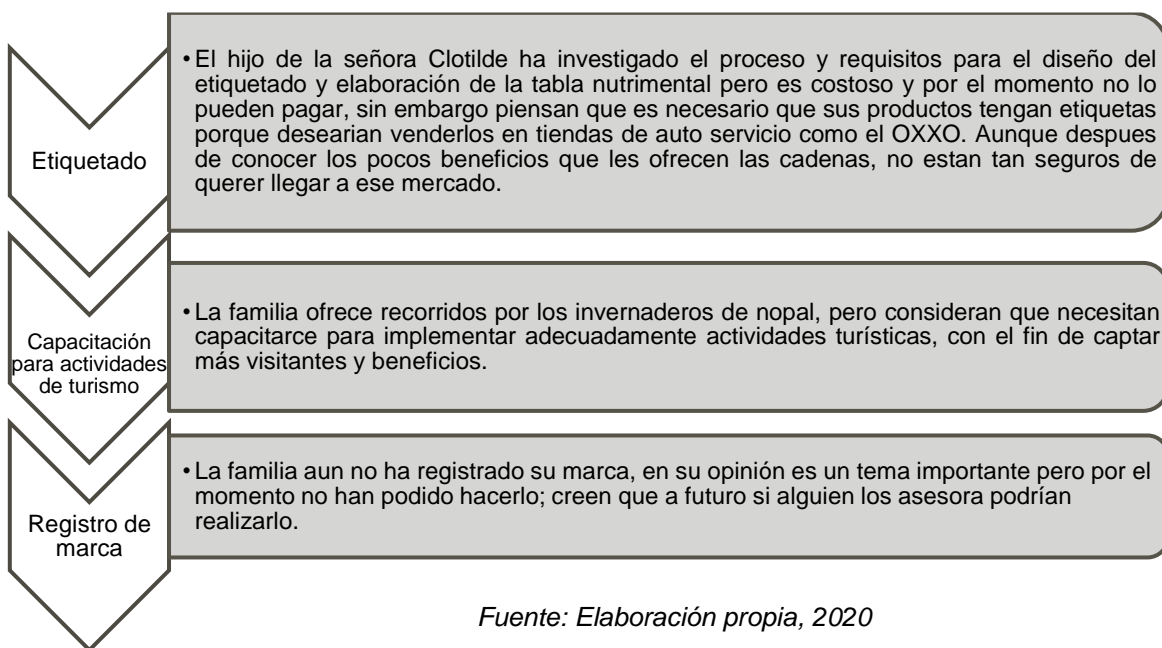 Etiquetado
•El hijo de la señora Clotilde ha investigado el proceso y requisitos para el diseño del
etiquetado y elaboración de la tabla nutrimental pero es costoso y por el momento no lo
pueden pagar, sin embargo piensan que es necesario que sus productos tengan etiquetas
porque desearian venderlos en tiendas de auto servicio como el OXXO. Aunque despues
de conocer los pocos beneficios que les ofrecen las cadenas, no estan tan seguros de
querer llegar a ese mercado.
Capacitación
para actividades
de turismo
•La familia ofrece recorridos por los invernaderos de nopal, pero consideran que necesitan
capacitarce para implementar adecuadamente actividades turísticas, con el fin de captar
más visitantes y beneficios.
Registro de
marca
•La familia aun no ha registrado su marca, en su opinión es un tema importante pero por el
momento no han podido hacerlo; creen que a futuro si alguien los asesora podrían
realizarlo.
Fuente: Elaboración propia, 2020